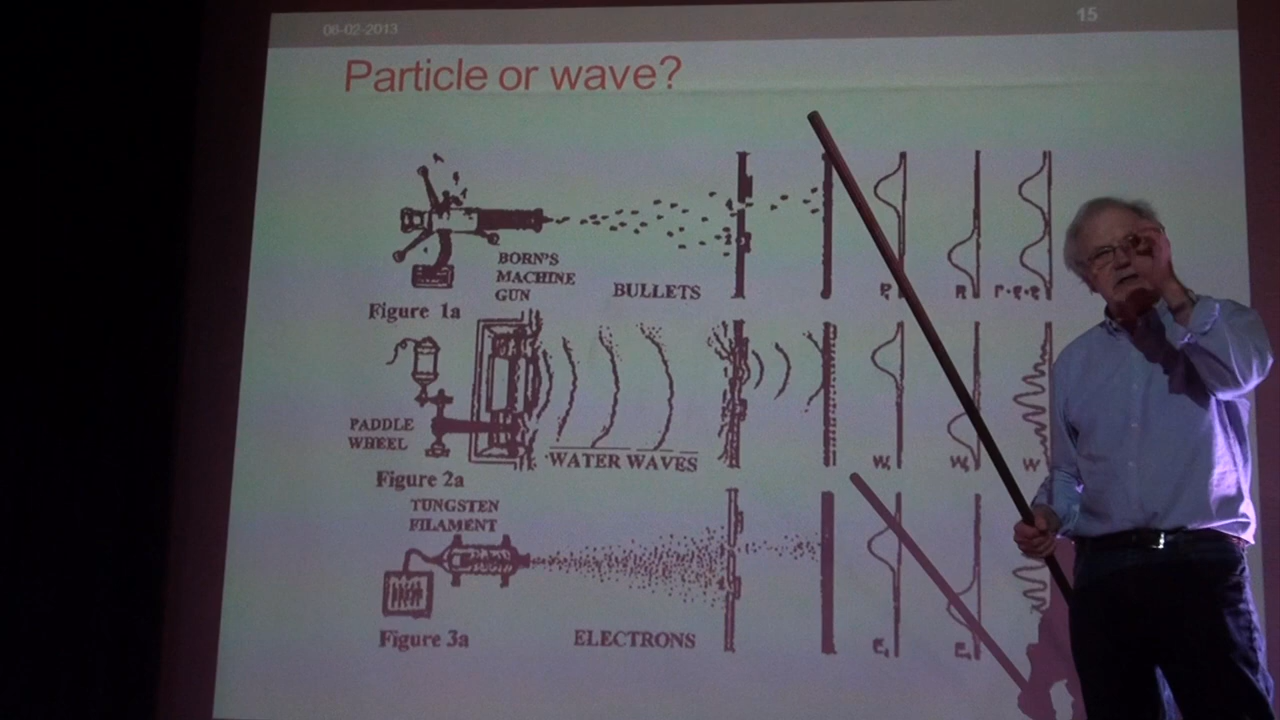 06-02-2013
15
Particle or wave?
BORN'S
MACHINE
GUN
BULLETS
Figure 1a
PADDLE
WHEEL
WATER WAVES
Figure 2a
TUNGSTEN
FILAMENT
Figure 3a
ELECTRONS